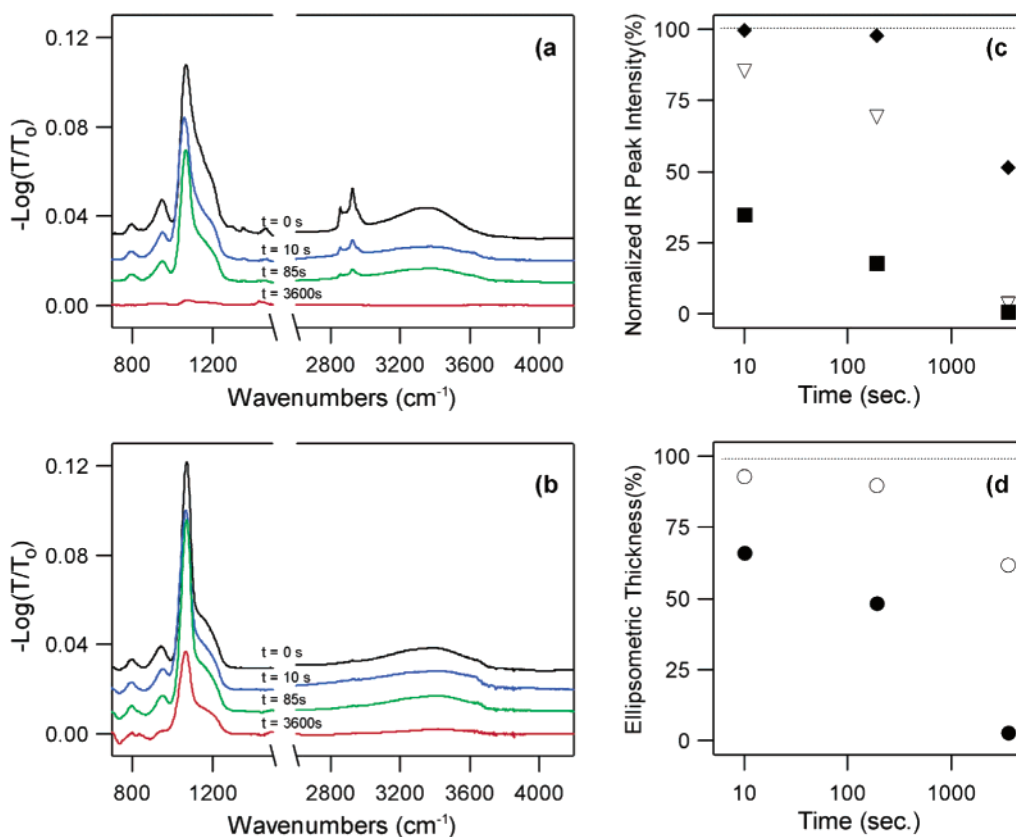 (a
-Log(T/T₀)
0.12
0.08
0.04
0.00
t = 0 s
t = 10 s
t = 85s
t = 3600s
800 1200 2800 3200 3600 4000
Wavenumbers (cm⁻¹)
(c
Normalized IR Peak Intensity(%)
100
75
50
25
0
10 100 1000
Time (sec.)
(b
-Log(T/T₀)
0.12
0.08
0.04
0.00
t = 0 s
t = 10 s
t = 85s
t = 3600s
800 1200 2800 3200 3600 4000
Wavenumbers (cm⁻¹)
(d
Ellipsometric Thickness(%)
100
75
50
25
0
10 100 1000
Time (sec.)